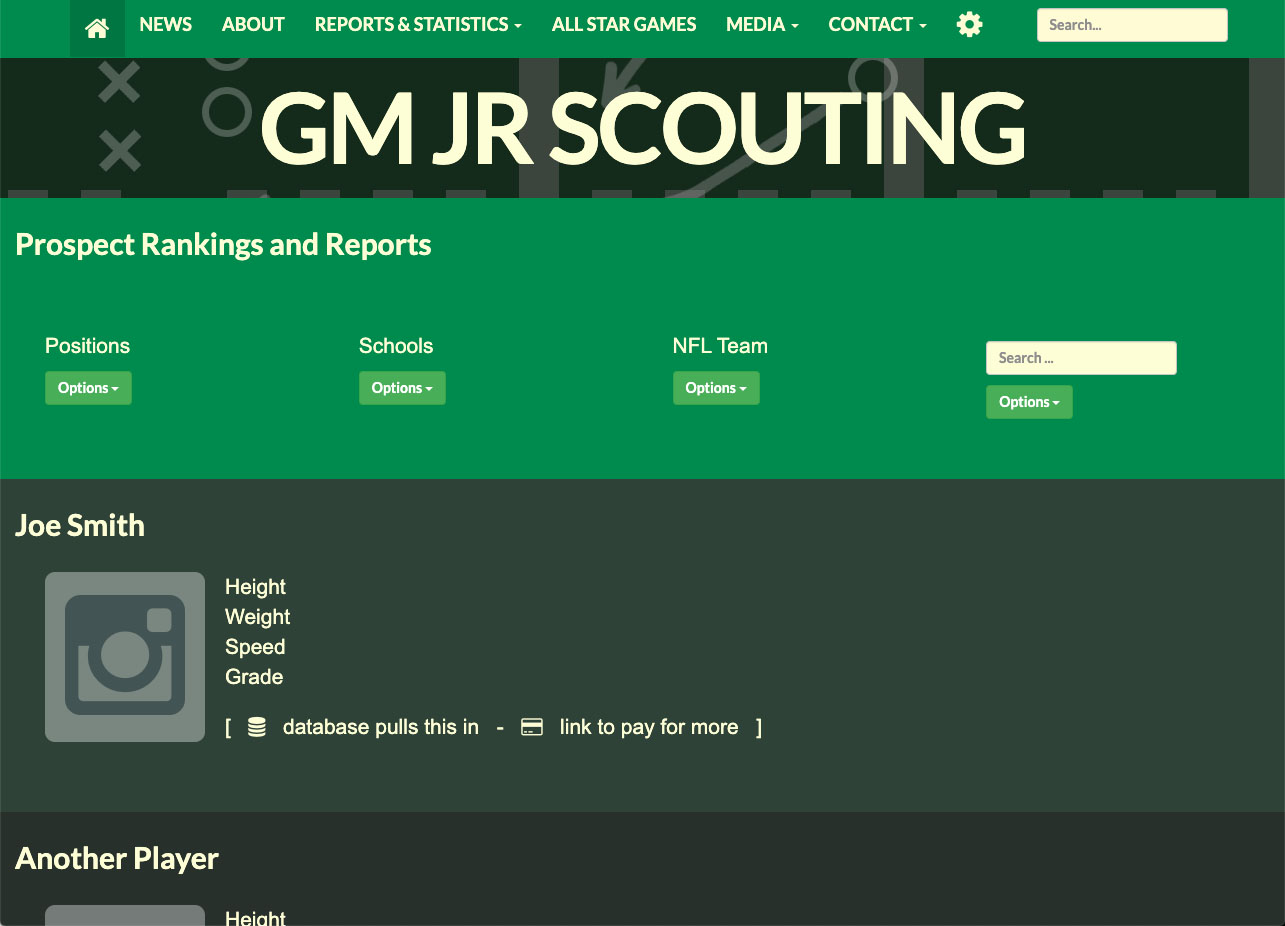 NEWS ABOUT REPORTS & STATISTICS ALL STAR GAMES MEDIA CONTACT Search...
GM JR SCOUTING
Prospect Rankings and Reports
Positions Schools NFL Team
Search ...
Options Options Options
Options
Joe Smith
Height
Weight
Speed
Grade
[ database pulls this in - link to pay for more ]
Another Player
Height